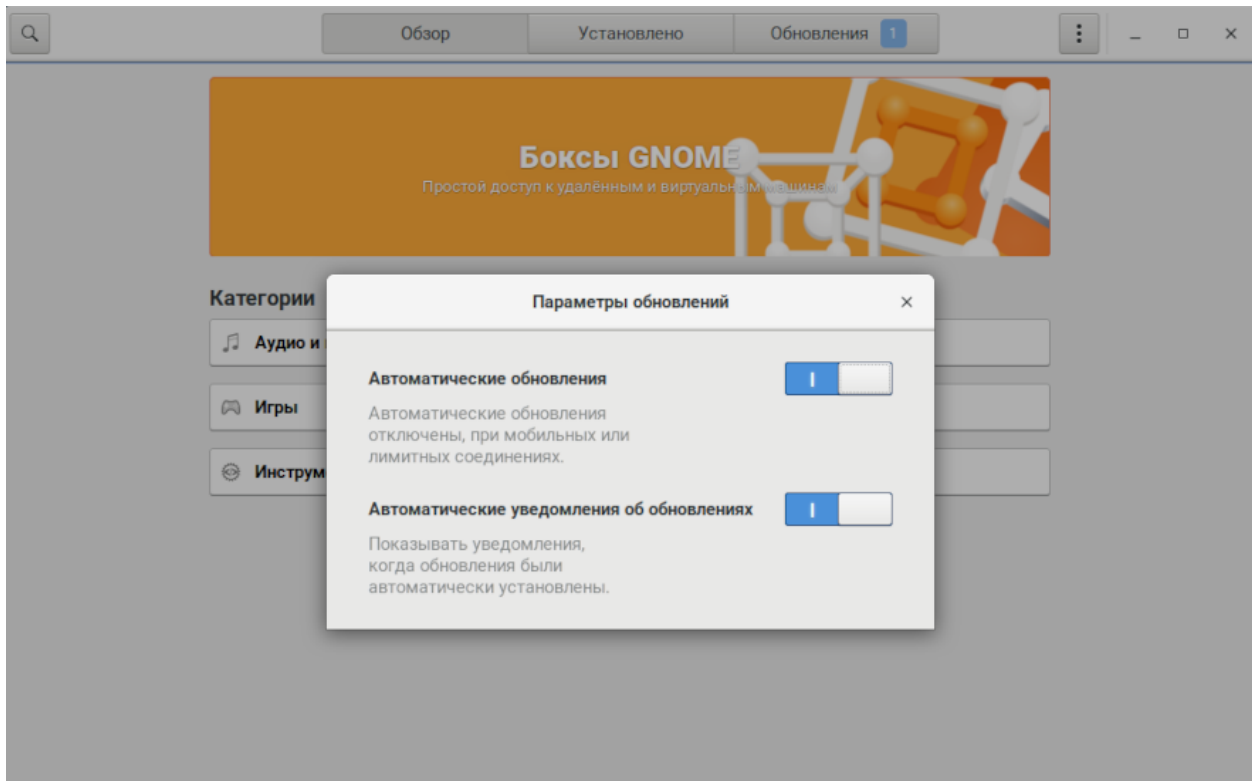 Обзор
Установлено
Обновления 1
Боксы GNOME
Простой доступ к удалённым и виртуальным машинам
Категории
Параметры обновлений
Аудио и
Автоматические обновления
Игры
Автоматические обновления
отключены, при мобильных или
лимитных соединениях.
Инструм
Автоматические уведомления об обновлениях
Показывать уведомления,
когда обновления были
автоматически установлены.